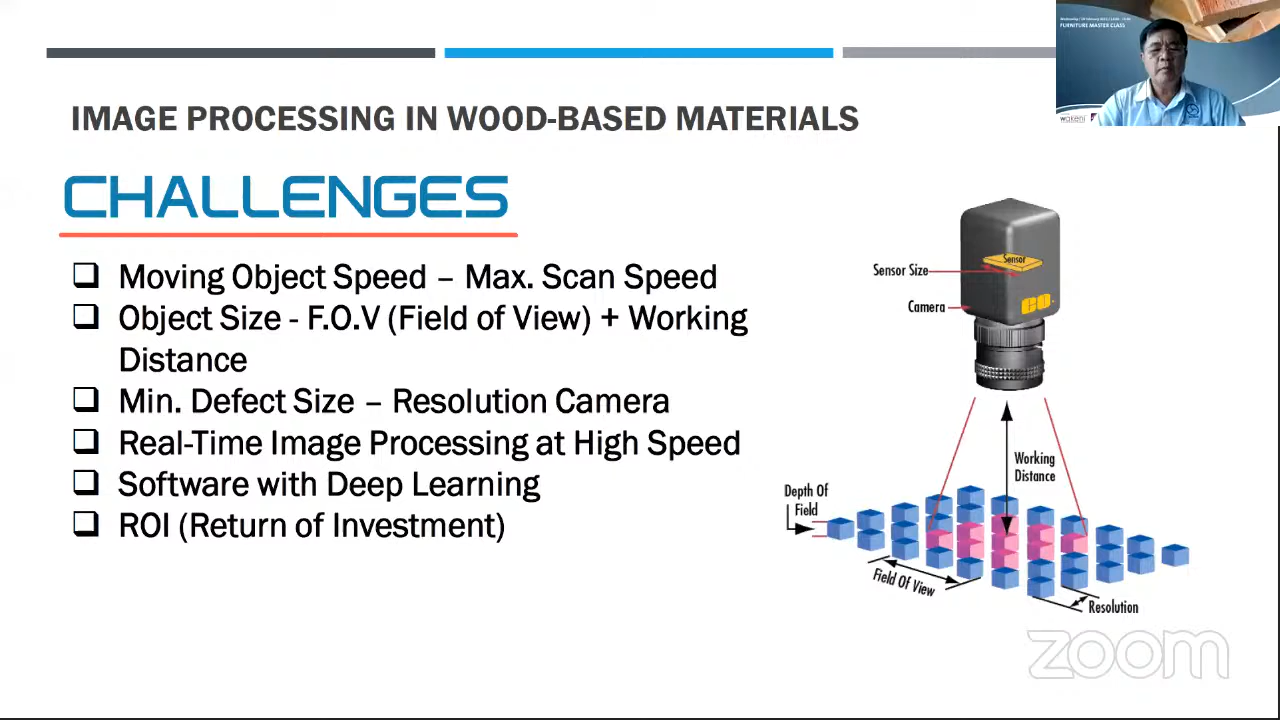 FURNITURE MASTER CLASS
IMAGE PROCESSING IN WOOD-BASED MATERIALS
CHALLENGES
❑ Moving Object Speed – Max. Scan Speed
❑ Object Size - F.O.V (Field of View) + Working
Distance
❑ Min. Defect Size – Resolution Camera
❑ Real-Time Image Processing at High Speed
❑ Software with Deep Learning
❑ ROI (Return of Investment)
Sensor
Sensor Size
Camera
EO.
Working
Distance
Depth Of
Field
Field Of View
Resolution
zoom